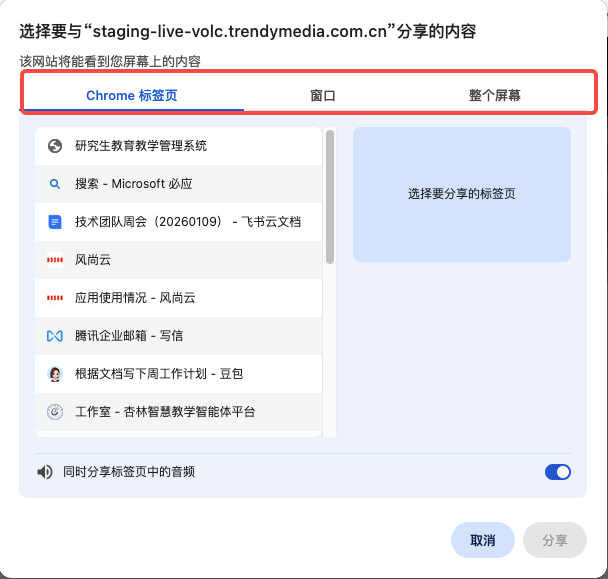 选择要与“staging-live-volc.trendymedia.com.cn”分享的内容
该网站将能看到您屏幕上的内容
Chrome 标签页 窗口 整个屏幕
研究生教育教学管理系统
搜索 - Microsoft 必应
技术团队周会（20260109） - 飞书云文档
风尚云
应用使用情况 - 风尚云
腾讯企业邮箱 - 写信
根据文档写下周工作计划 - 豆包
工作室 - 杏林智慧教学智能体平台
选择要分享的标签页
同时分享标签页中的音频
取消 分享